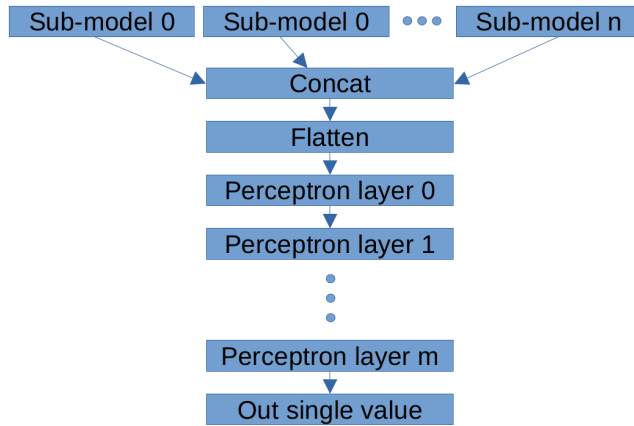 Sub-model 0
Sub-model 0
Sub-model n
Concat
Flatten
Perceptron layer 0
Perceptron layer 1
Perceptron layer m
Out single value